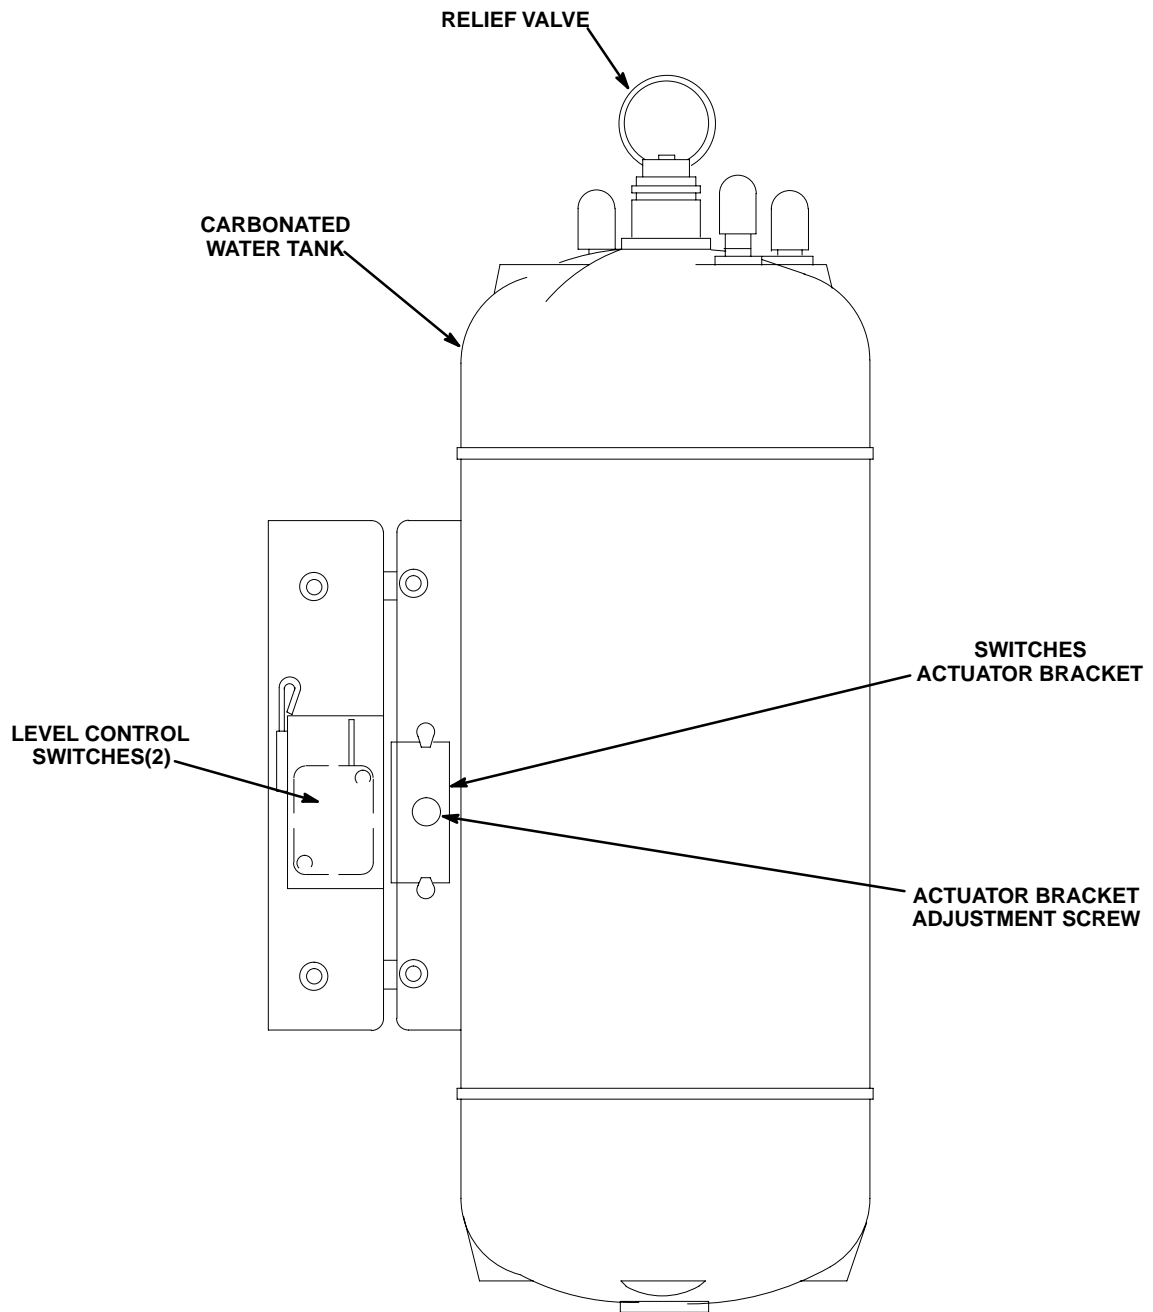 RELIEF VALVE
CARBONATED
WATER TANK
SWITCHES
ACTUATOR BRACKET
LEVEL CONTROL
SWITCHES(2)
ACTUATOR BRACKET
ADJUSTMENT SCREW